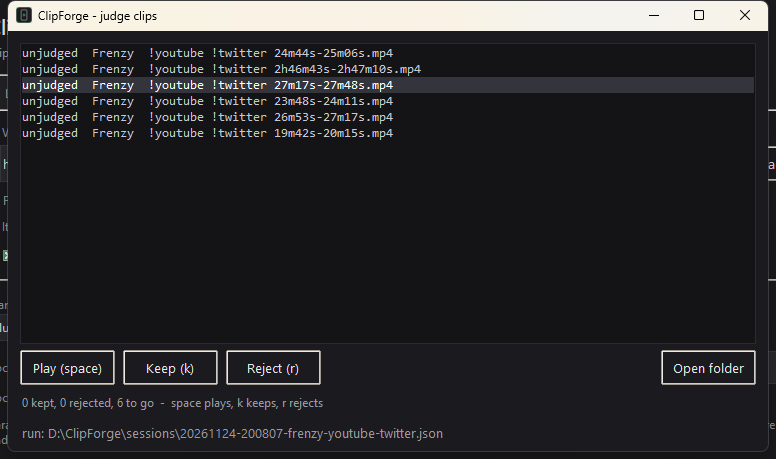 ClipForge - judge clips
unjudged  Frenzy  !youtube !twitter 24m44s-25m06s.mp4
unjudged  Frenzy  !youtube !twitter 2h46m43s-2h47m10s.mp4
unjudged  Frenzy  !youtube !twitter 27m17s-27m48s.mp4
unjudged  Frenzy  !youtube !twitter 23m48s-24m11s.mp4
unjudged  Frenzy  !youtube !twitter 26m53s-27m17s.mp4
unjudged  Frenzy  !youtube !twitter 19m42s-20m15s.mp4
Play (space)
Keep (k)
Reject (r)
Open folder
0 kept, 0 rejected, 6 to go  -  space plays, k keeps, r rejects
run: D:\ClipForge\sessions\20261124-200807-frenzy-youtube-twitter.json